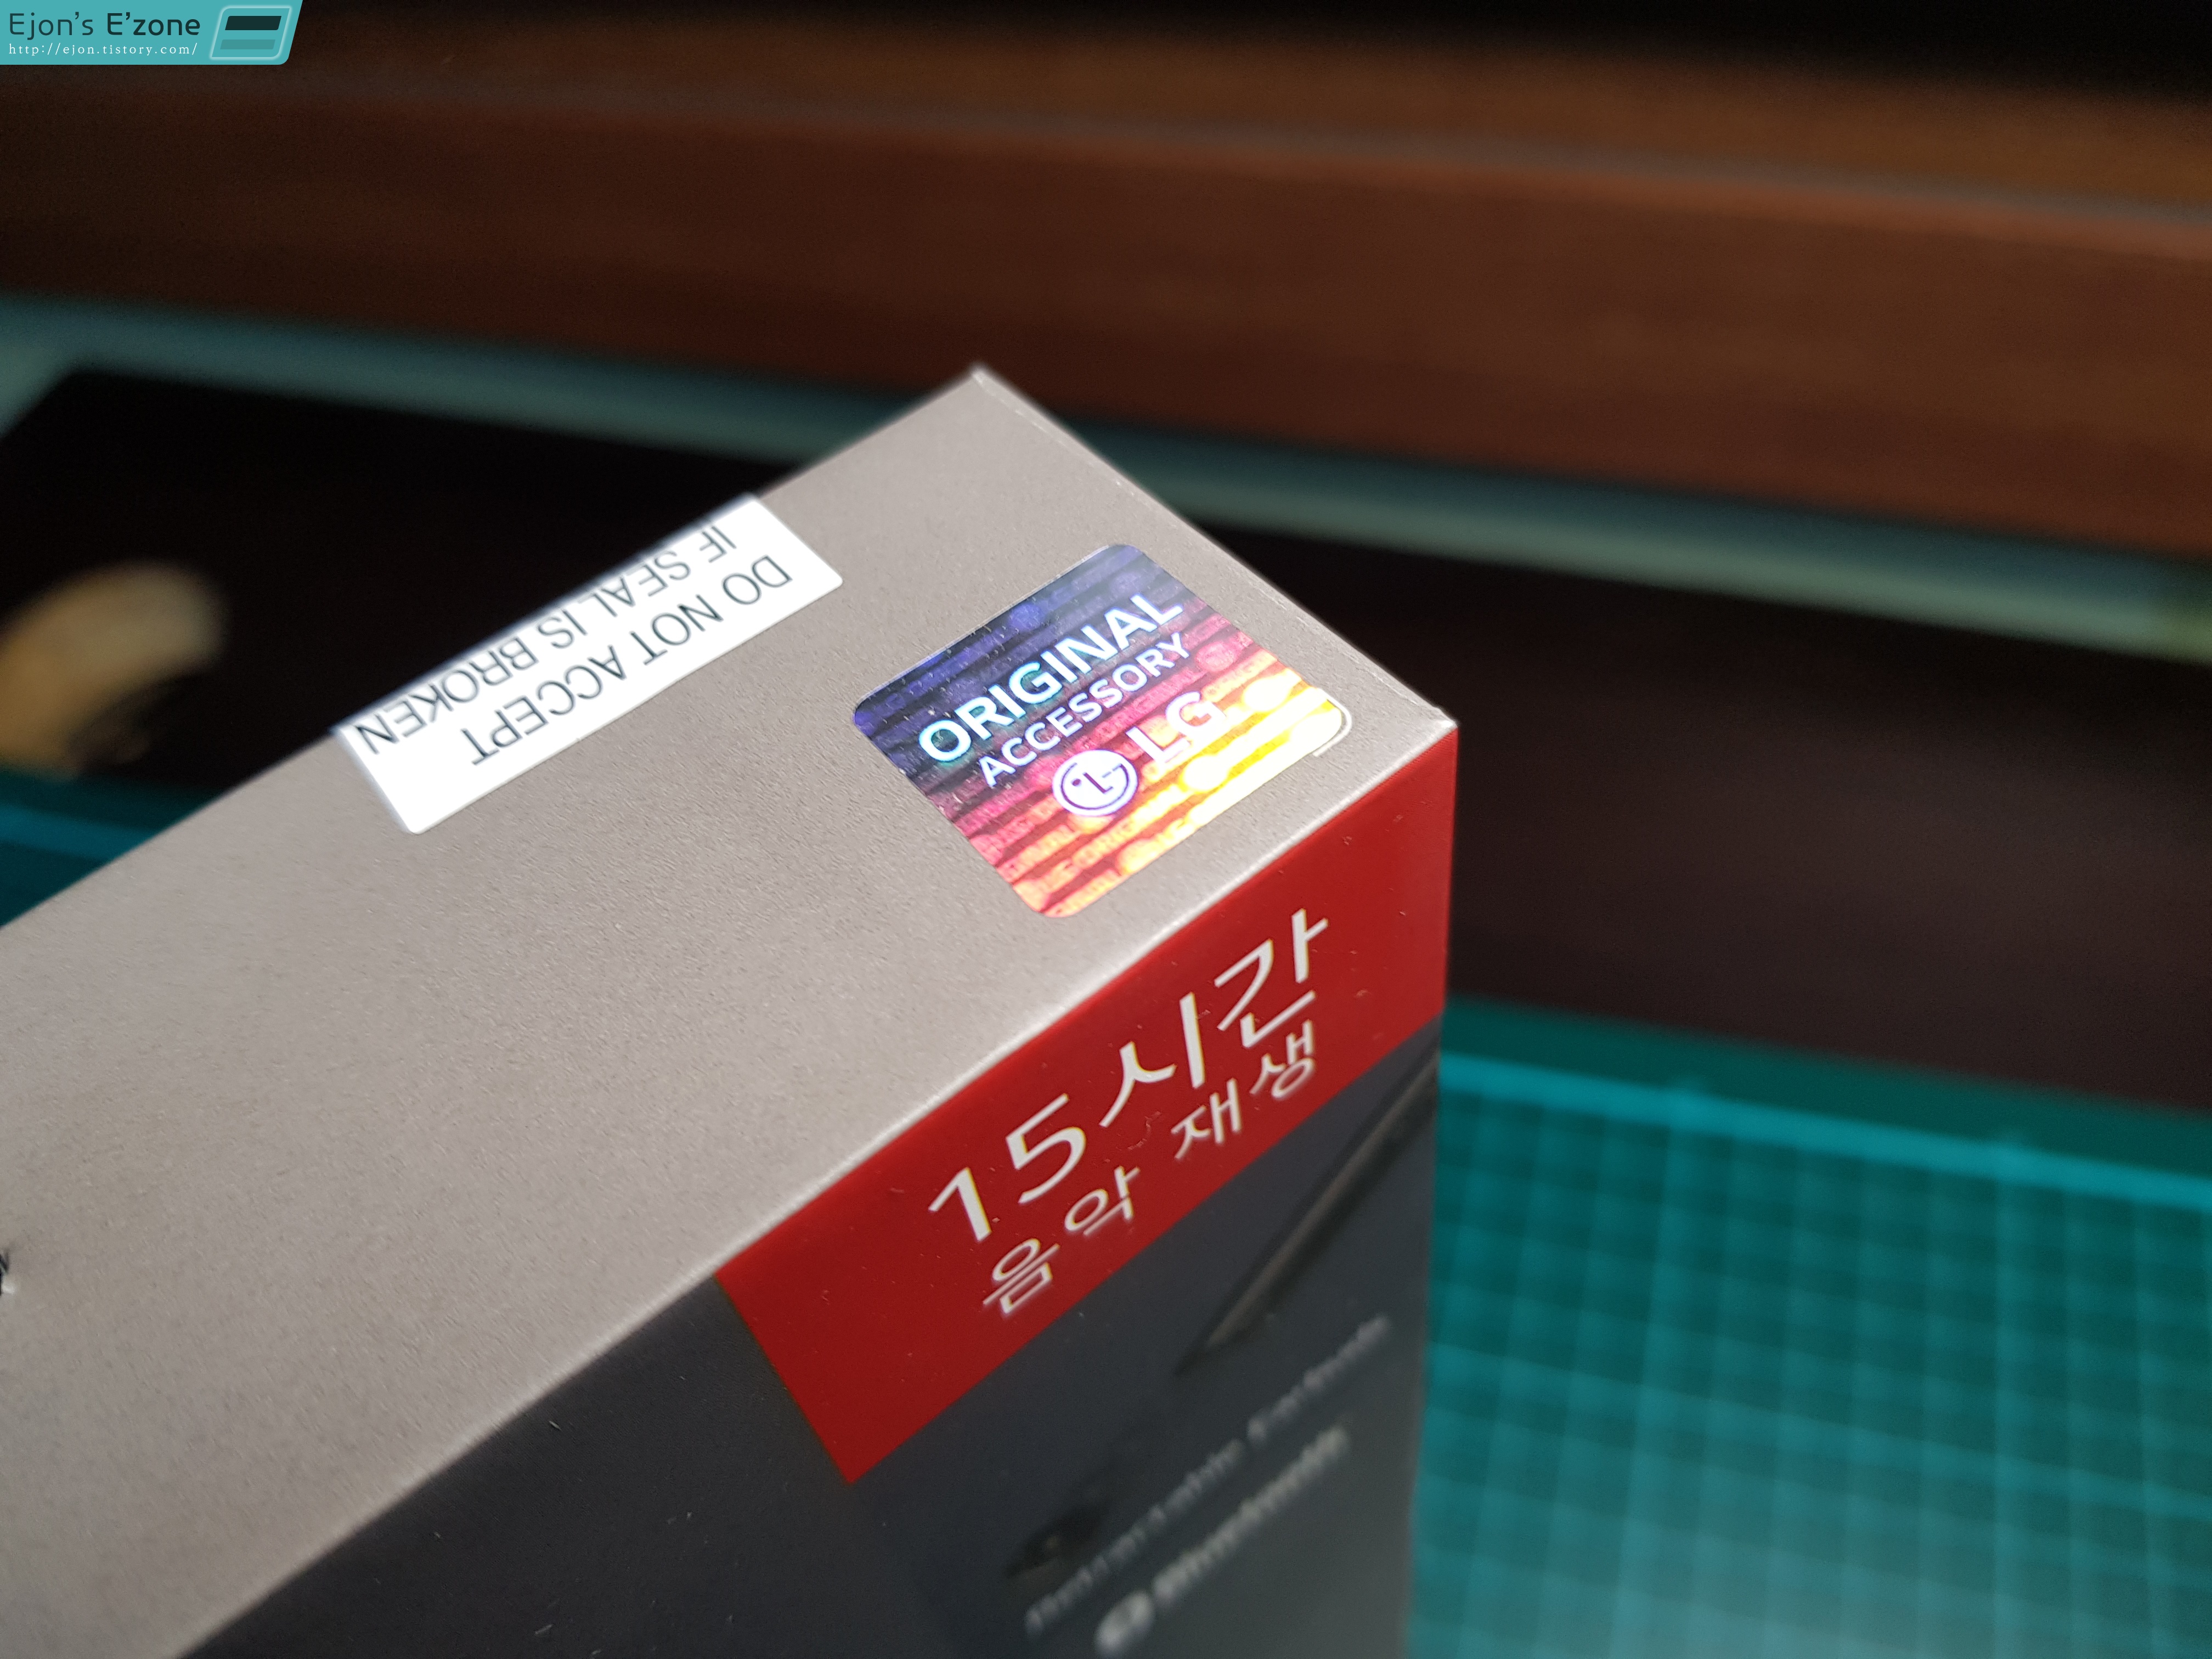 Ejon's E'zone
http://ejon.tistory.com/
DO NOT ACCEPT
IF SEAL IS BROKEN
ORIGINAL
ACCESSORY
LG
15시간
음악 재생